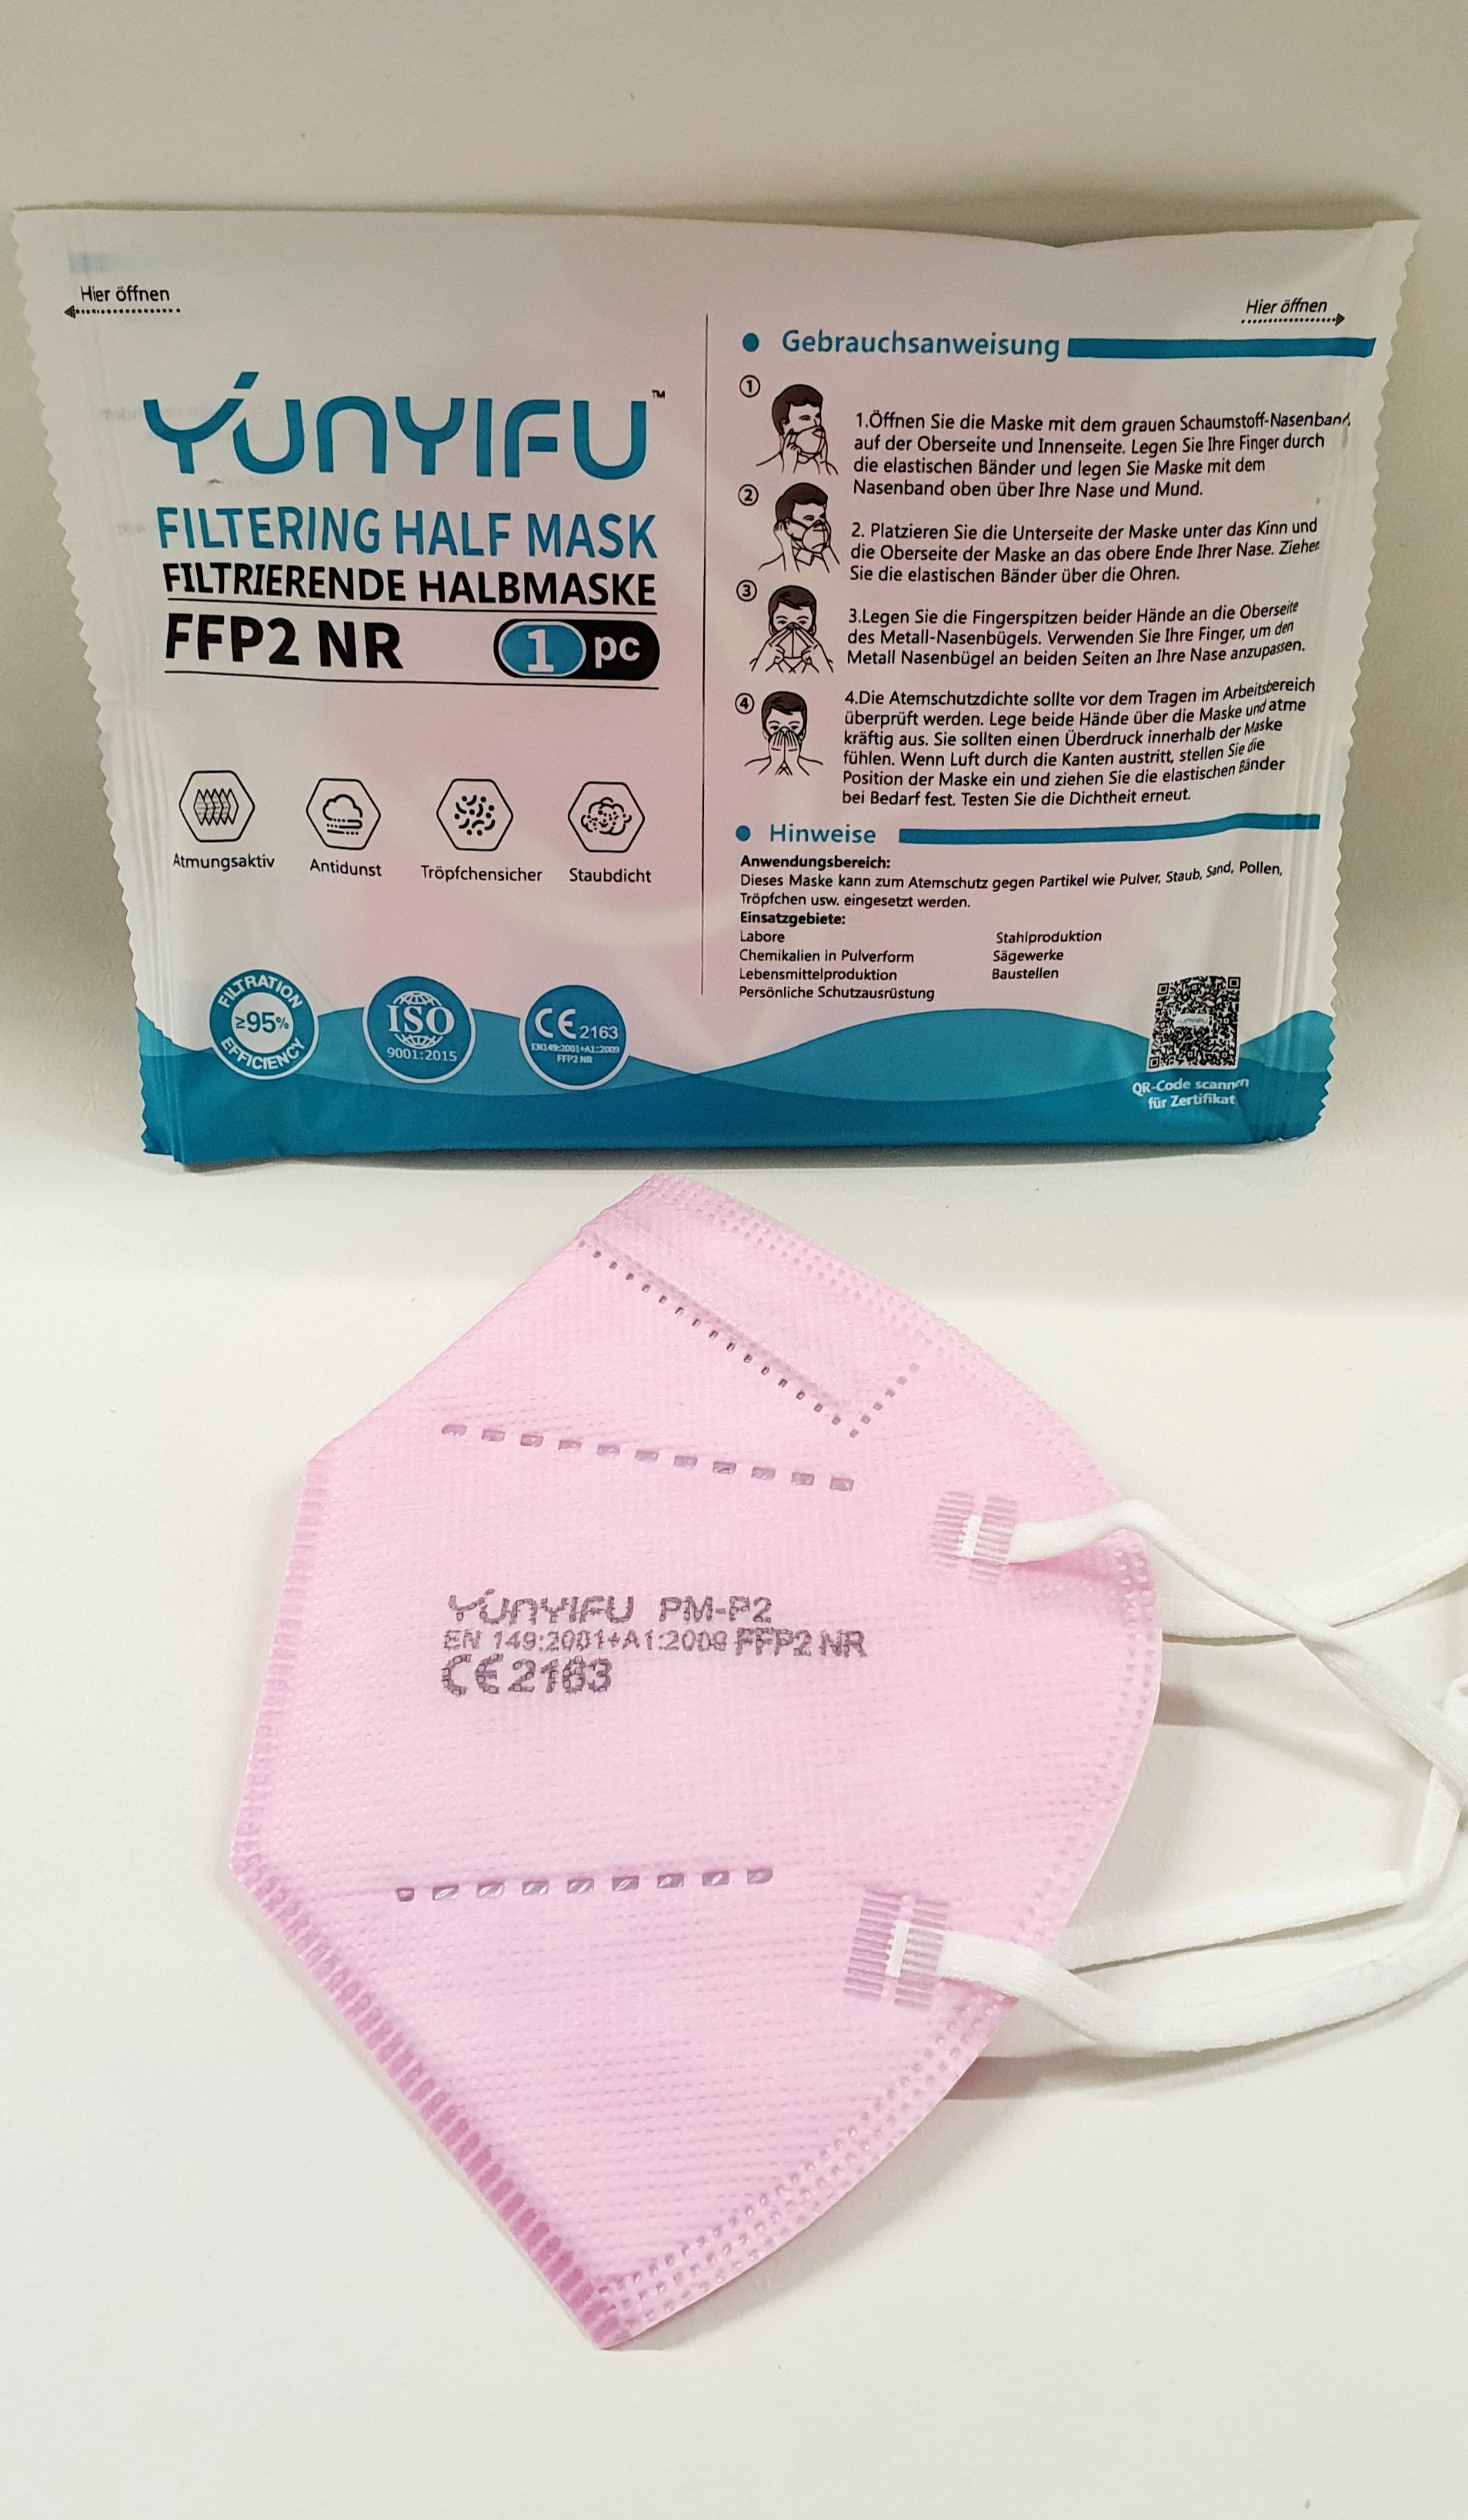 Hier öffnen
Hier öffnen
YUNYIFU™
FILTERING HALF MASK
FILTRIERENDE HALBMASKE
FFP2 NR
1 pc
Atmungsaktiv
Antidunst
Tröpfchensicher
Staubdicht
FILTRATION
≥95%
EFFICIENCY
ISO
9001:2015
CE 2163
EN149:2001+A1:2009
FFP2 NR
Gebrauchsanweisung
1
1.Öffnen Sie die Maske mit dem grauen Schaumstoff-Nasenband,
auf der Oberseite und Innenseite. Legen Sie Ihre Finger durch
die elastischen Bänder und legen Sie Maske mit dem
Nasenband oben über Ihre Nase und Mund.
2
2. Platzieren Sie die Unterseite der Maske unter das Kinn und
die Oberseite der Maske an das obere Ende Ihrer Nase. Ziehen
Sie die elastischen Bänder über die Ohren.
3
3.Legen Sie die Fingerspitzen beider Hände an die Oberseite
des Metall-Nasenbügels. Verwenden Sie Ihre Finger, um den
Metall Nasenbügel an beiden Seiten an Ihre Nase anzupassen.
4
4.Die Atemschutzdichte sollte vor dem Tragen im Arbeitsbereich
überprüft werden. Lege beide Hände über die Maske und atme
kräftig aus. Sie sollten einen Überdruck innerhalb der Maske
fühlen. Wenn Luft durch die Kanten austritt, stellen Sie die
Position der Maske ein und ziehen Sie die elastischen Bänder
bei Bedarf fest. Testen Sie die Dichtheit erneut.
Hinweise
Anwendungsbereich:
Dieses Maske kann zum Atemschutz gegen Partikel wie Pulver, Staub, Sand, Pollen,
Tröpfchen usw. eingesetzt werden.
Einsatzgebiete:
Labore
Chemikalien in Pulverform
Lebensmittelproduktion
Persönliche Schutzausrüstung
Stahlproduktion
Sägewerke
Baustellen
QR-Code scannen
für Zertifikat
YUNYIFU PM-P2
EN 149:2001+A1:2009 FFP2 NR
CE 2163